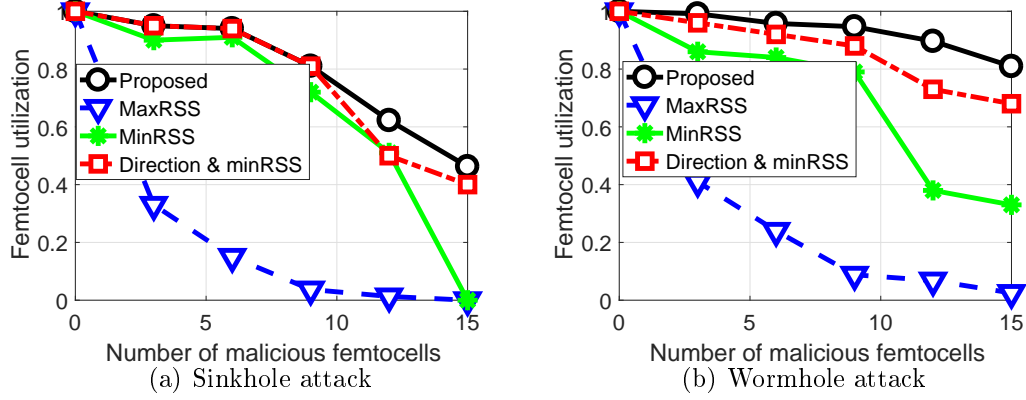 Femtocell utilization
1
0.8
0.6
0.4
0.2
0
0
5
10
15
Proposed
MaxRSS
MinRSS
Direction & minRSS
Number of malicious femtocells
(a) Sinkhole attack
Femtocell utilization
1
0.8
0.6
0.4
0.2
0
0
5
10
15
Proposed
MaxRSS
MinRSS
Direction & minRSS
Number of malicious femtocells
(b) Wormhole attack